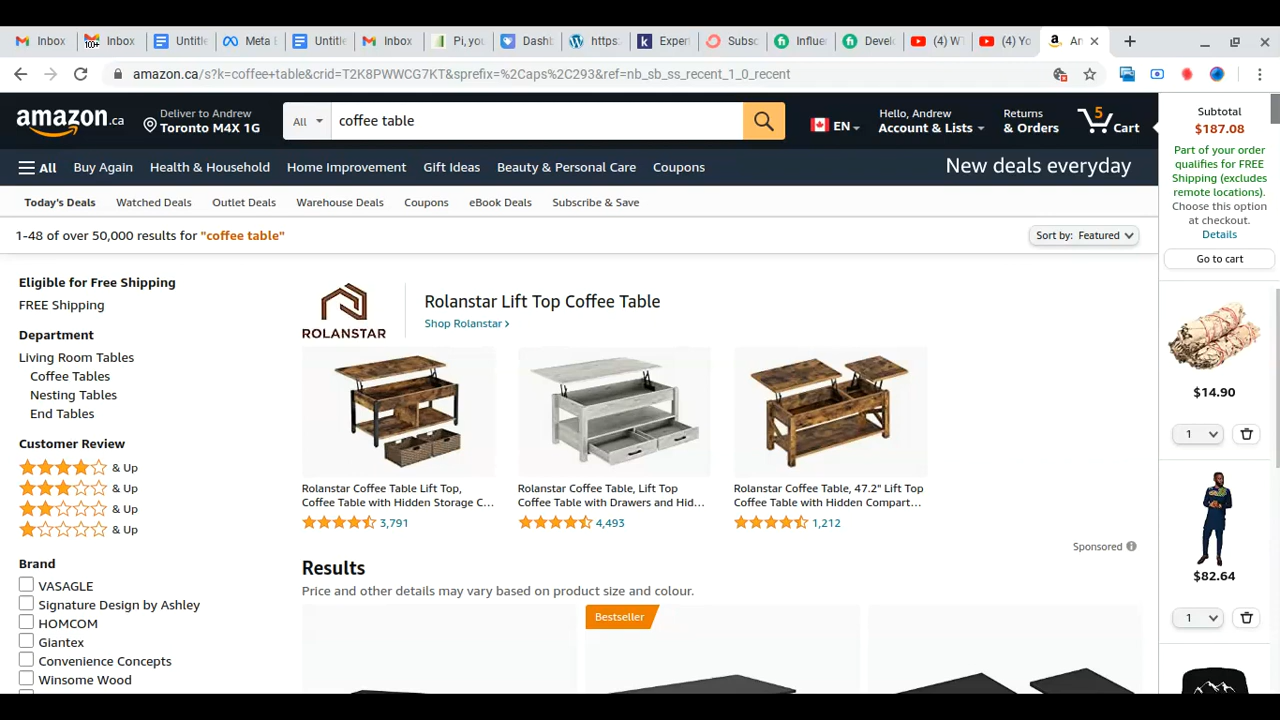 Inbox
10+
Inbox
Untitle
Meta B
Untitle
Inbox
Pi, you
Dashb
https:
Exper
Subsc
Influer
Develo
(4) WT
(4) Yo
An
amazon.ca/s?k=coffee+table&crid=T2K8PWWCG7KT&sprefix=%2Caps%2C293&ref=nb_sb_ss_recent_1_0_recent
amazon.ca
Deliver to Andrew
Toronto M4X 1G
All
coffee table
EN
Hello, Andrew
Account & Lists
Returns
& Orders
5
Cart
All
Buy Again
Health & Household
Home Improvement
Gift Ideas
Beauty & Personal Care
Coupons
New deals everyday
Today's Deals
Watched Deals
Outlet Deals
Warehouse Deals
Coupons
eBook Deals
Subscribe & Save
1-48 of over 50,000 results for "coffee table"
Sort by: Featured
Eligible for Free Shipping
FREE Shipping
Department
Living Room Tables
Coffee Tables
Nesting Tables
End Tables
Customer Review
& Up
& Up
& Up
& Up
Brand
VASAGLE
Signature Design by Ashley
HOMCOM
Giantex
Convenience Concepts
Winsome Wood
ROLANSTAR
Rolanstar Lift Top Coffee Table
Shop Rolanstar ›
Rolanstar Coffee Table Lift Top,
Coffee Table with Hidden Storage C…
3,791
Rolanstar Coffee Table, Lift Top
Coffee Table with Drawers and Hid…
4,493
Rolanstar Coffee Table, 47.2" Lift Top
Coffee Table with Hidden Compart…
1,212
Sponsored
Results
Price and other details may vary based on product size and colour.
Bestseller
Subtotal
$187.08
Part of your order
qualifies for FREE
Shipping (excludes
remote locations).
Choose this option
at checkout.
Details
Go to cart
$14.90
1
$82.64
1